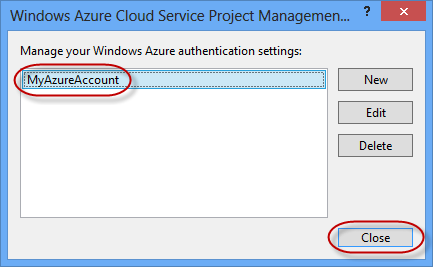 Windows Azure Cloud Service Project Managemen... ?
Manage your Windows Azure authentication settings:
MyAzureAccount
New
Edit
Delete
Close